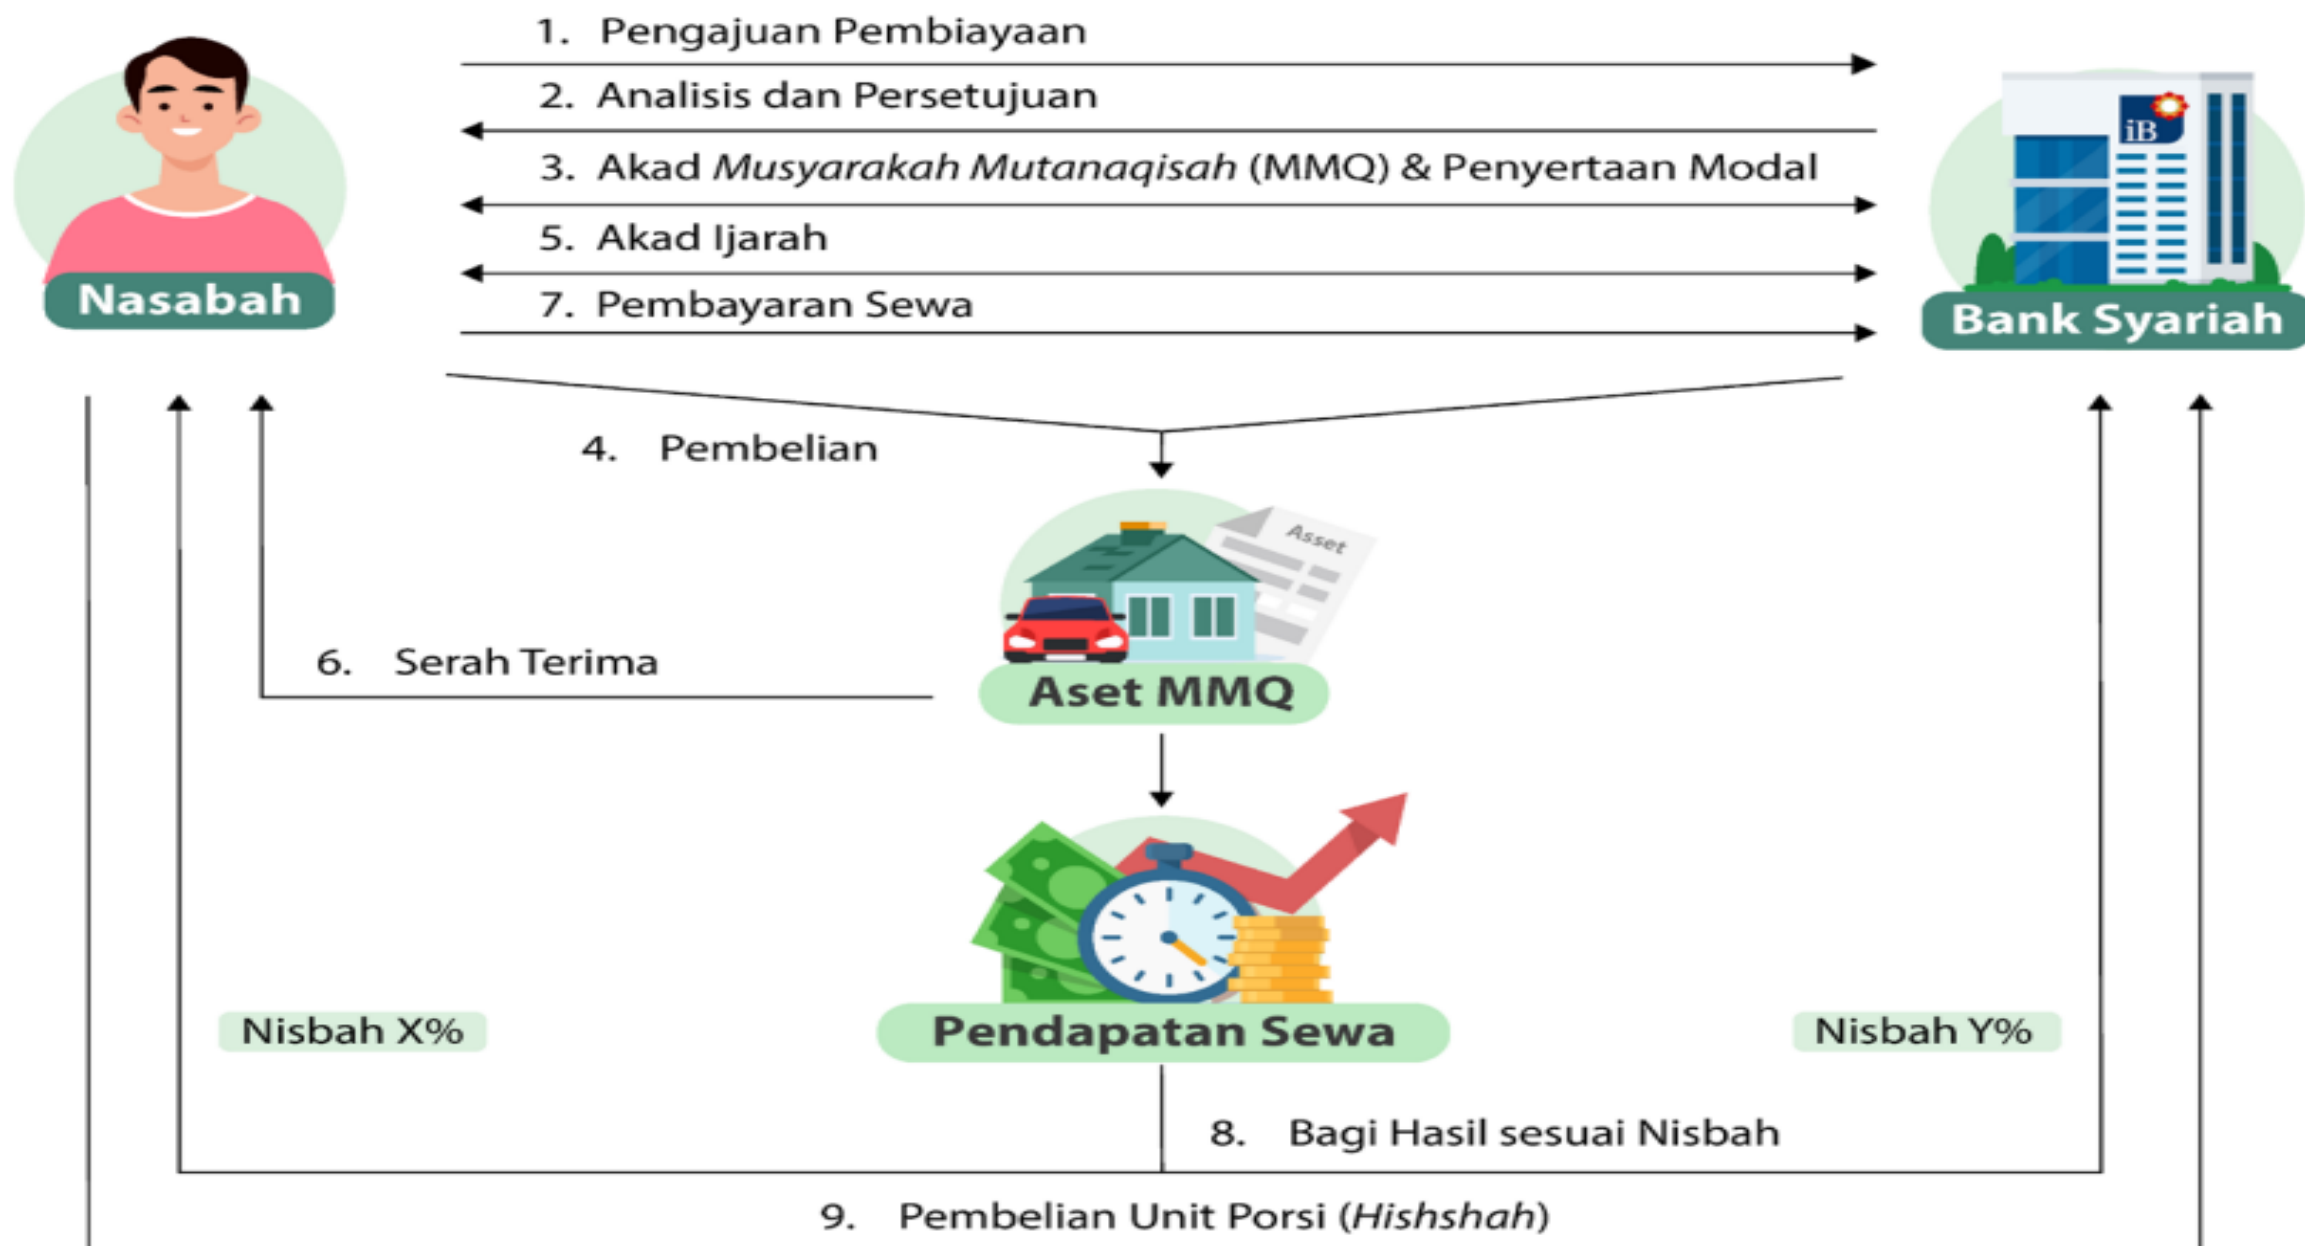 1. Pengajuan Pembiayaan
2. Analisis dan Persetujuan
iB
3. Akad Musyarakah Mutanaqisah (MMQ) & Penyertaan Modal
5. Akad Ijarah
Nasabah
7. Pembayaran Sewa
Bank Syariah
4. Pembelian
Asset
6. Serah Terima
Aset MMQ
Nisbah X%
Pendapatan Sewa
Nisbah Y%
8. Bagi Hasil sesuai Nisbah
9. Pembelian Unit Porsi (Hishshah)